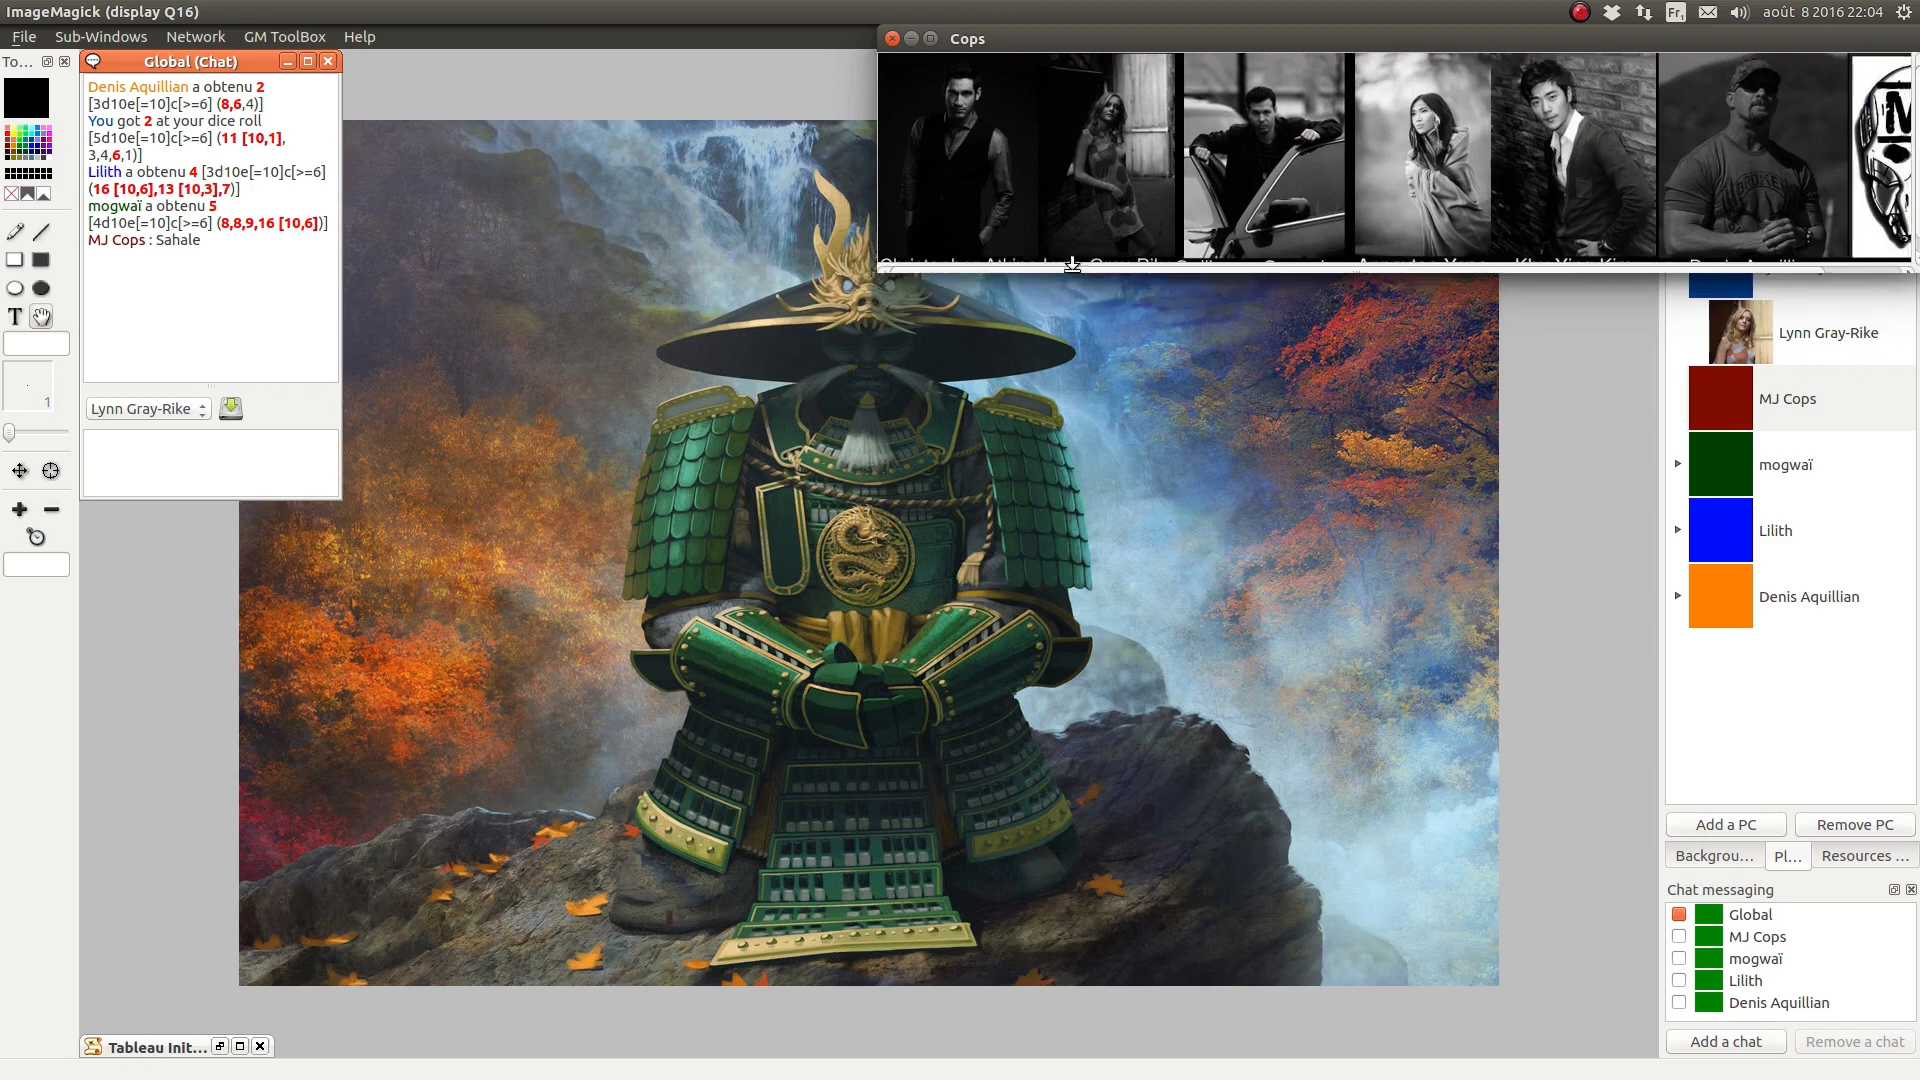 ImageMagick (display Q16)
Fr1
août 8 2016 22:04
File Sub-Windows Network GM ToolBox Help
Cops
To...
Global (Chat)
Denis Aquillian a obtenu 2
[3d10e[=10]c[>=6] (8,6,4)]
You got 2 at your dice roll
[5d10e[=10]c[>=6] (11 [10,1],
3,4,6,1)]
Lilith a obtenu 4 [3d10e[=10]c[>=6]
(16 [10,6],13 [10,3],7)]
mogwaï a obtenu 5
[4d10e[=10]c[>=6] (8,8,9,16 [10,6])]
MJ Cops : Sahale
T
1
Lynn Gray-Rike
Lynn Gray-Rike
MJ Cops
mogwaï
Lilith
Denis Aquillian
Add a PC Remove PC
Backgrou... Pl... Resources ...
Chat messaging
Global
MJ Cops
mogwaï
Lilith
Denis Aquillian
Add a chat Remove a chat
Tableau Init...